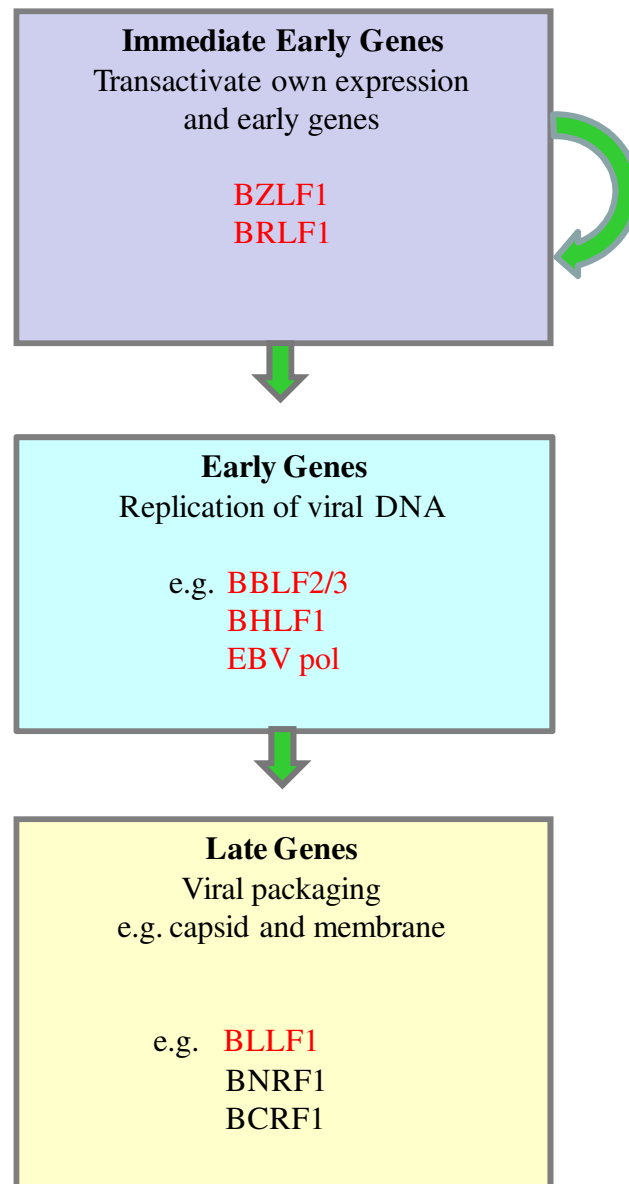 Immediate Early Genes
Transactivate own expression
and early genes
BZLF1
BRLF1
Early Genes
Replication of viral DNA
e.g. BBLF2/3
BHLF1
EBV pol
Late Genes
Viral packaging
e.g. capsid and membrane
e.g. BLLF1
BNRF1
BCRF1